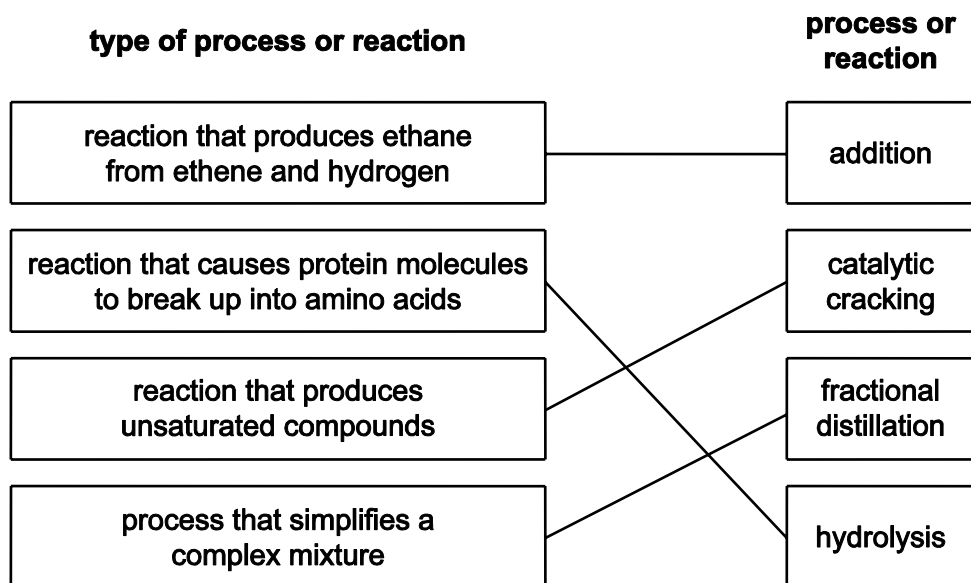 type of process or reaction
process or
reaction
reaction that produces ethane
from ethene and hydrogen
addition
reaction that causes protein molecules
to break up into amino acids
catalytic
cracking
reaction that produces
unsaturated compounds
fractional
distillation
process that simplifies a
complex mixture
hydrolysis